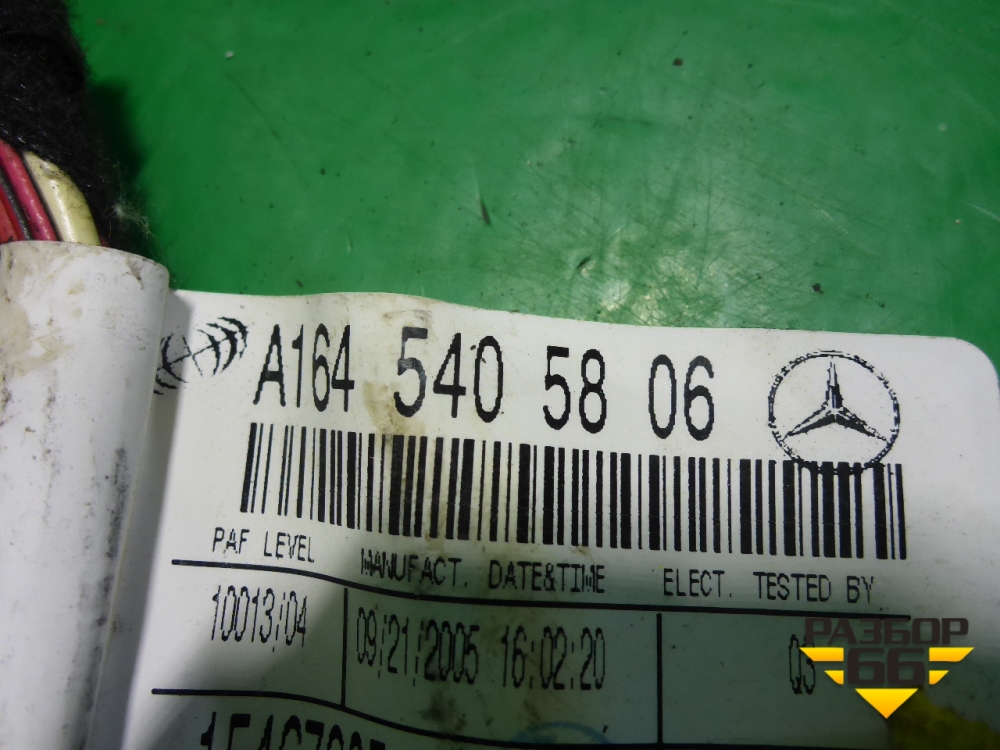 A164 540 58 06
PAF LEVEL MANUFACT. DATE&TIME ELECT. TESTED BY
10013/04 09/21/2005 16:02:20 Q5
РАЗБОР
66